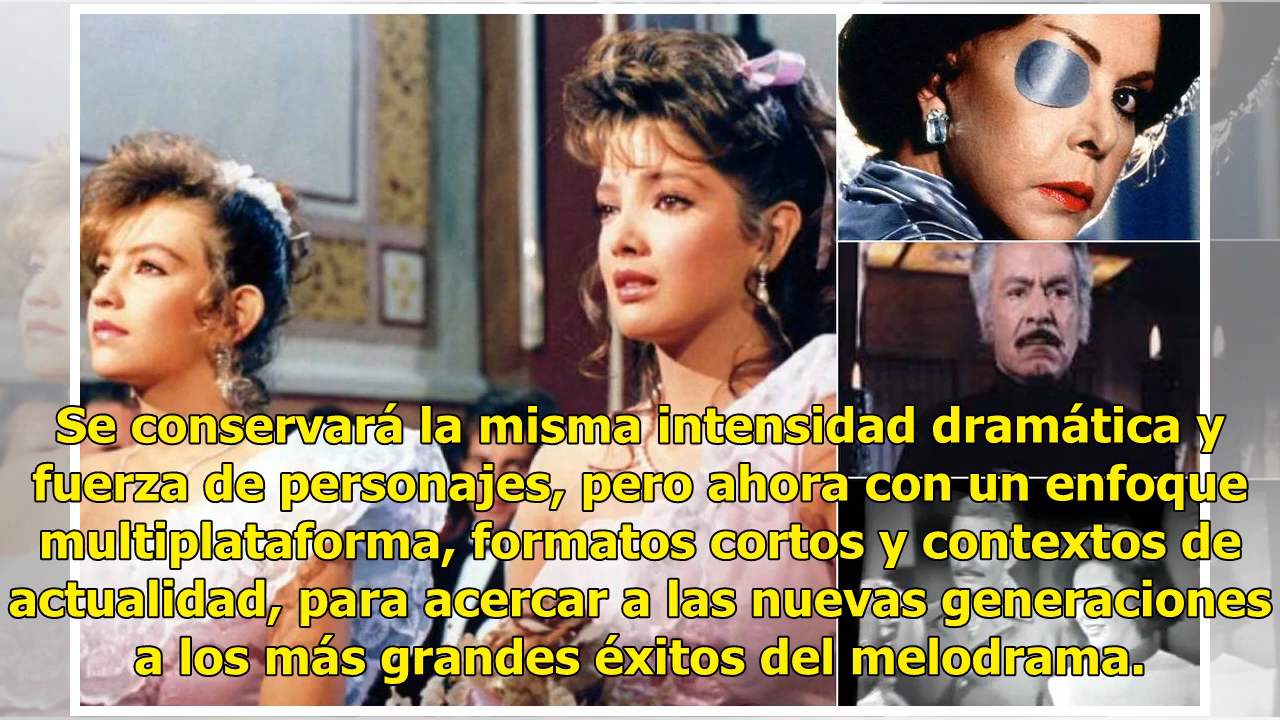 Se conservará la misma intensidad dramática y
fuerza de personajes, pero ahora con un enfoque
multiplataforma, formatos cortos y contextos de
actualidad, para acercar a las nuevas generaciones
a los más grandes éxitos del melodrama.